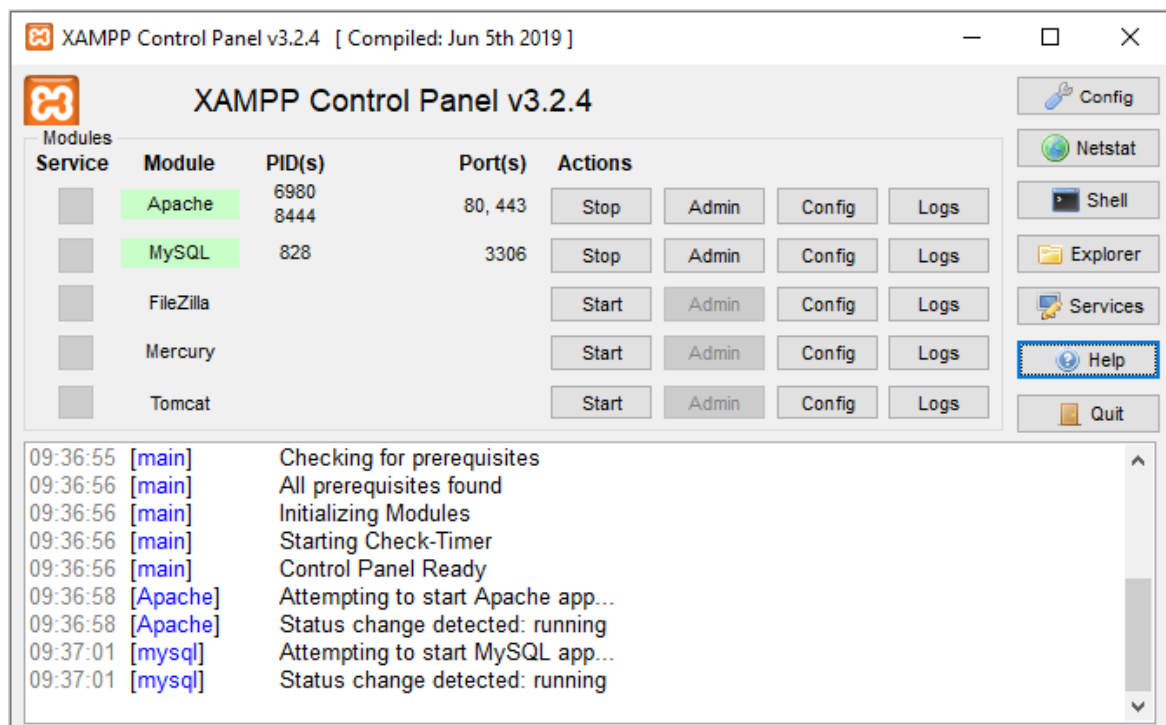 XAMPP Control Panel v3.2.4 [ Compiled: Jun 5th 2019 ]
XAMPP Control Panel v3.2.4
Config
Modules
Service Module PID(s) Port(s) Actions
Netstat
Apache 6980 8444 80, 443 Stop Admin Config Logs
Shell
MySQL 828 3306 Stop Admin Config Logs
Explorer
FileZilla Start Admin Config Logs
Services
Mercury Start Admin Config Logs
Help
Tomcat Start Admin Config Logs
Quit
09:36:55 [main] Checking for prerequisites
09:36:56 [main] All prerequisites found
09:36:56 [main] Initializing Modules
09:36:56 [main] Starting Check-Timer
09:36:56 [main] Control Panel Ready
09:36:58 [Apache] Attempting to start Apache app...
09:36:58 [Apache] Status change detected: running
09:37:01 [mysql] Attempting to start MySQL app...
09:37:01 [mysql] Status change detected: running